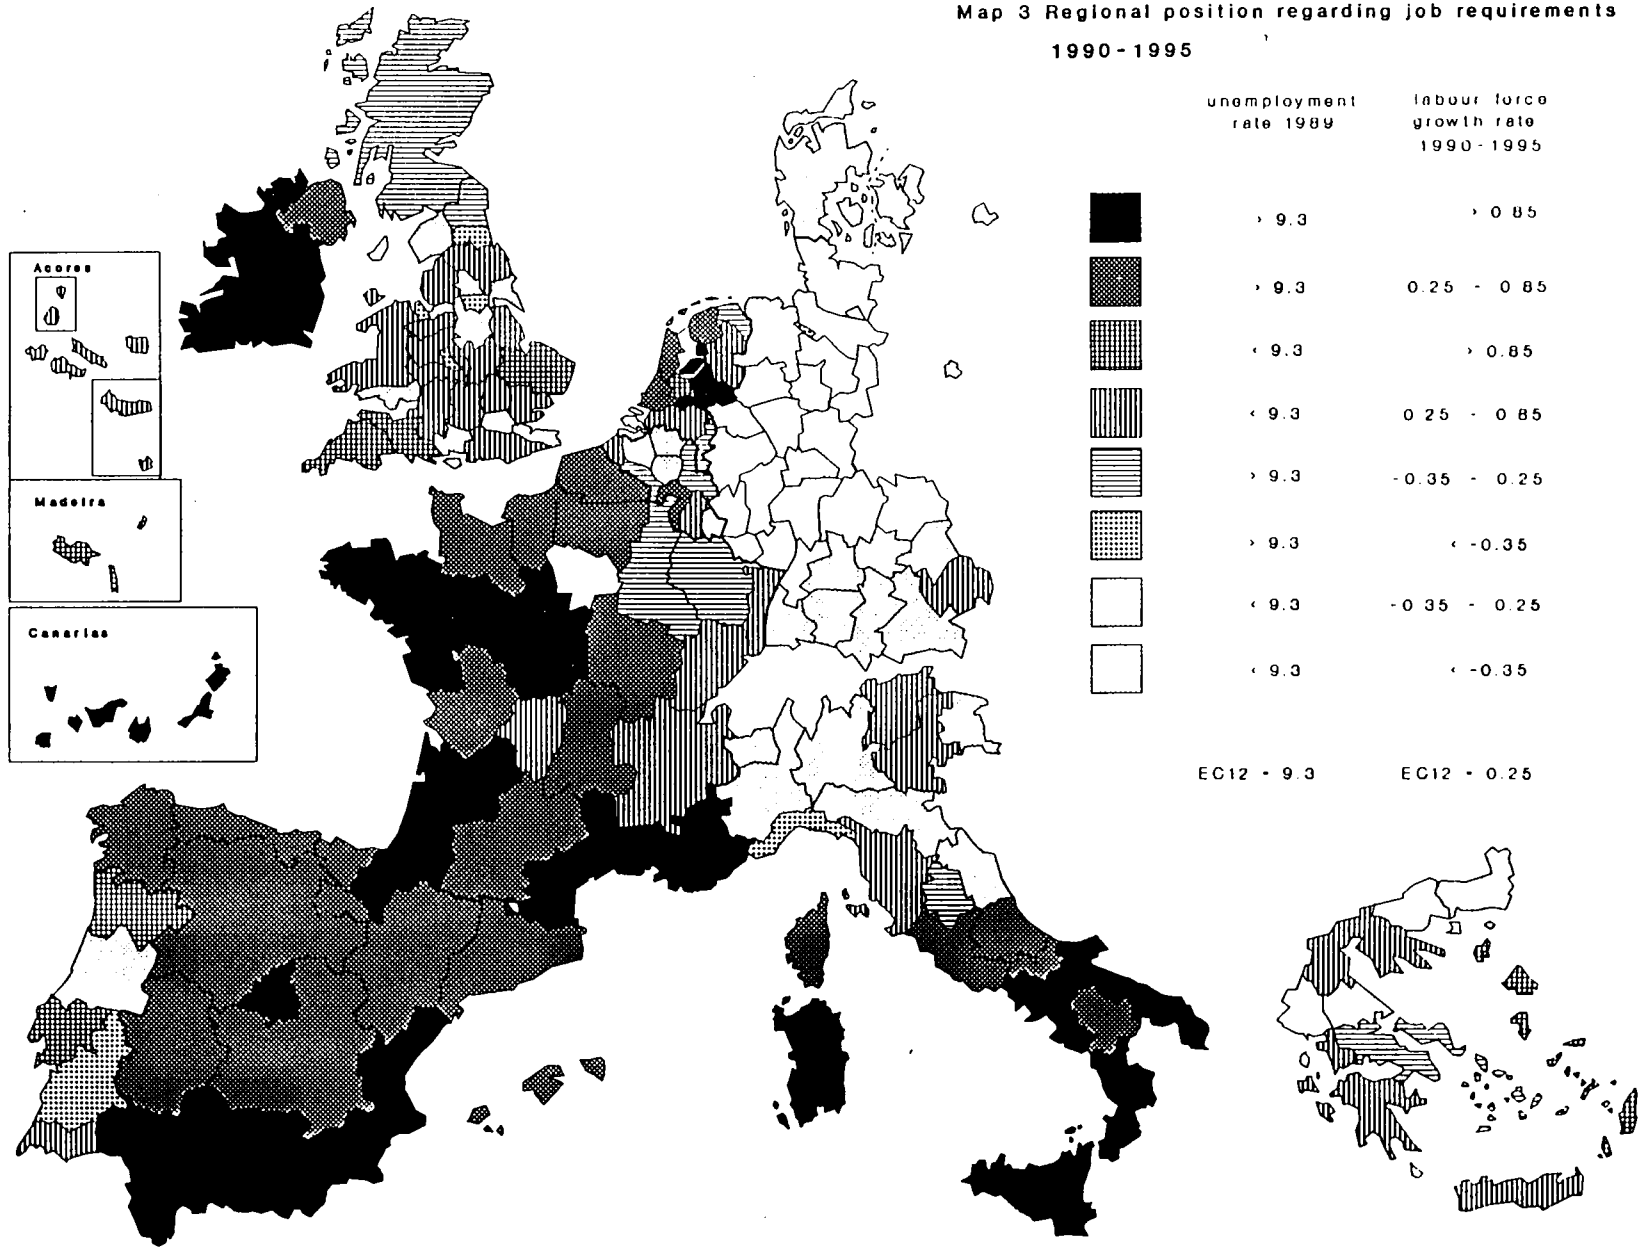 Map 3 Regional position regarding job requirements
1990-1995
unemployment
rate 1989
labour force
growth rate
1990-1995
› 9.3 › 0 85
› 9.3 0.25 - 0 85
‹ 9.3 › 0.85
‹ 9.3 0 25 - 0 85
› 9.3 -0.35 - 0.25
› 9.3 ‹ -0.35
‹ 9.3 -0 35 - 0.25
‹ 9.3 ‹ -0.35
EC12 - 9.3 EC12 - 0.25
Acores
Madeira
Canarias